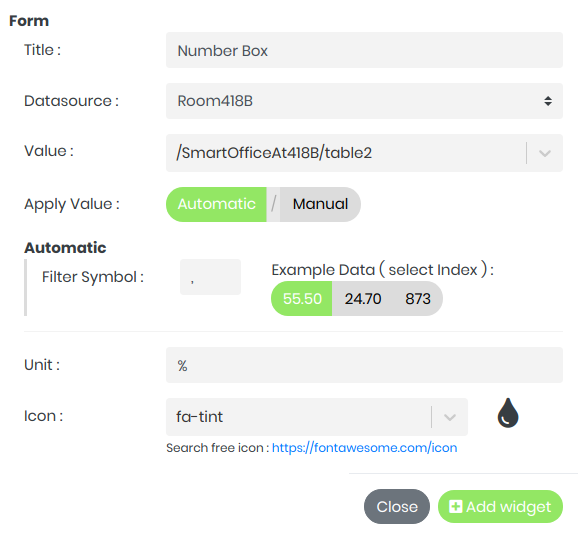 Form
Title : Number Box
Datasource : Room418B
Value : /SmartOfficeAt418B/table2
Apply Value : Automatic / Manual
Automatic
Filter Symbol : , Example Data ( select Index ) :
55.50 24.70 873
Unit : %
Icon : fa-tint
Search free icon : https://fontawesome.com/icon
Close Add widget